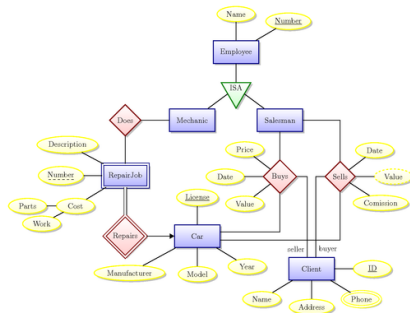 Name
Number
Employee
ISA
Does
Mechanic
Salesman
Description
Price
Date
Number
RepairJob
Date
Buys
Sells
Value
Parts
Cost
License
Value
Comission
Work
Repairs
Car
seller
buyer
Manufacturer
Model
Year
Client
ID
Name
Address
Phone